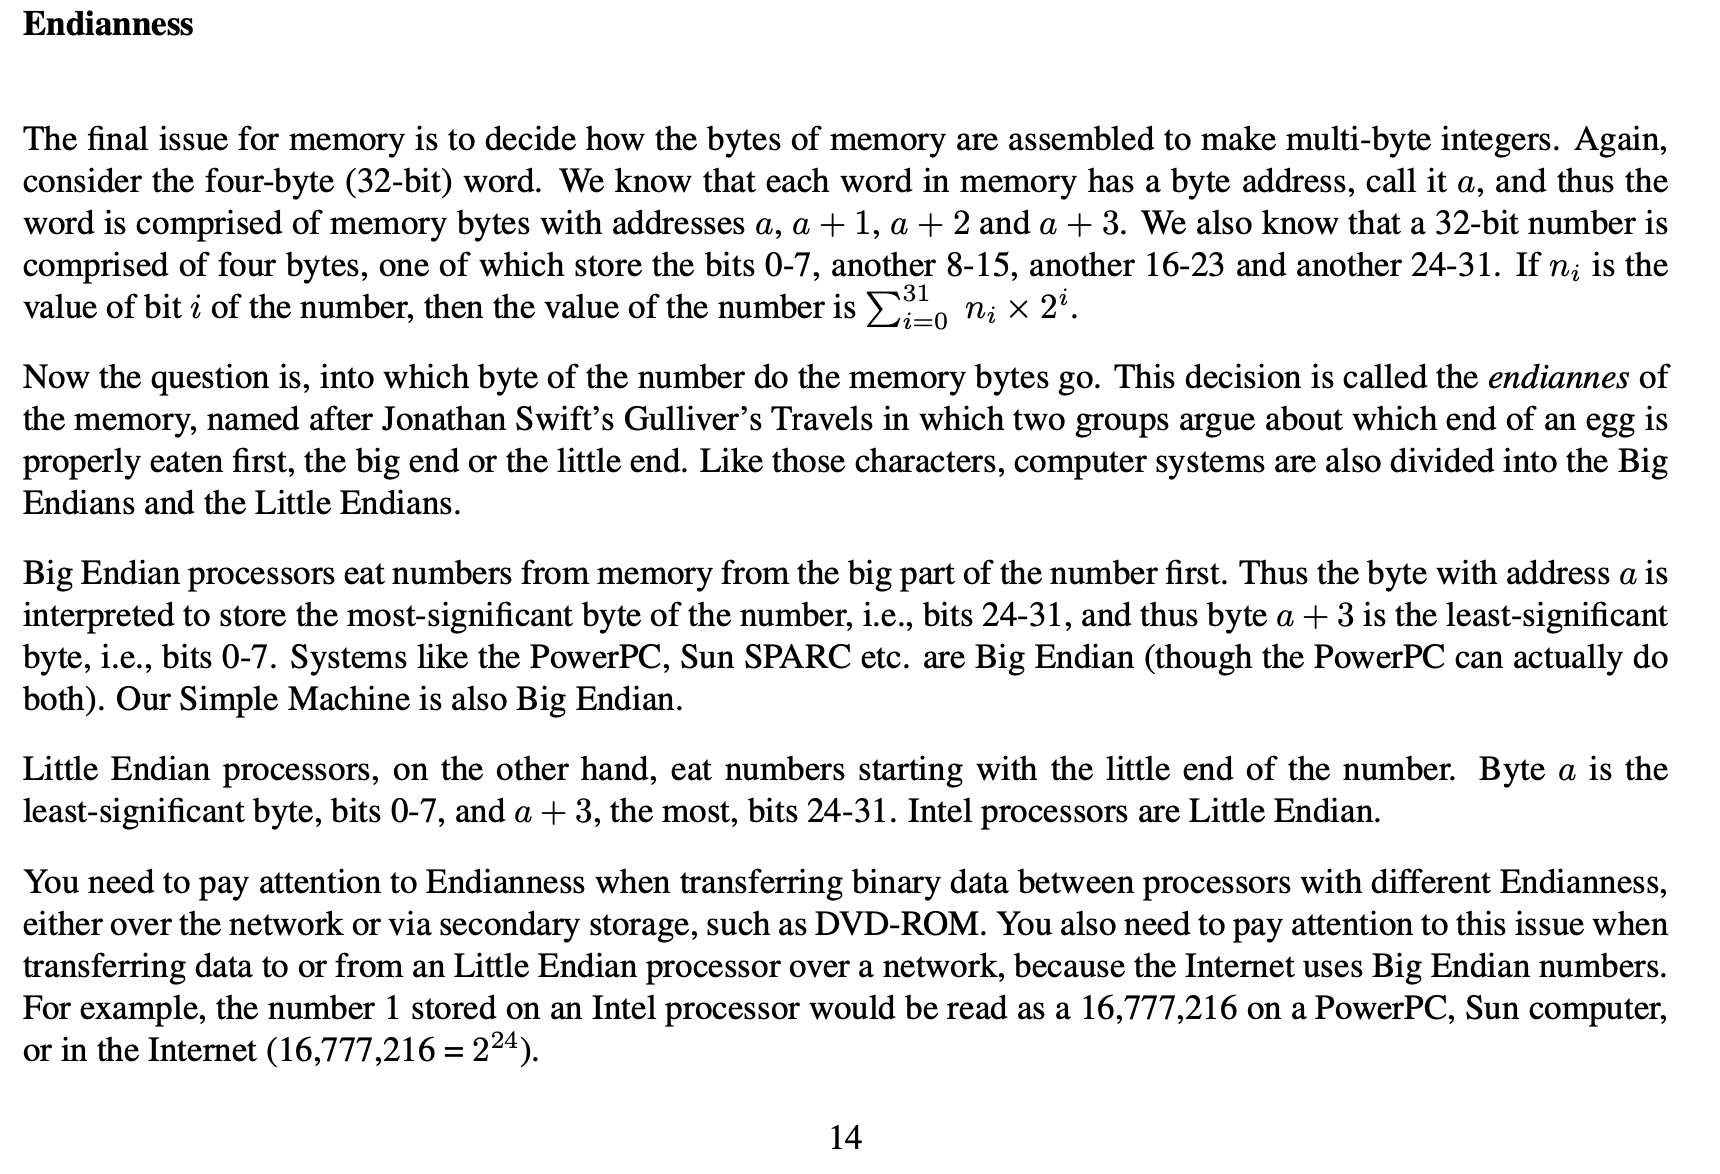 Endianness
The final issue for memory is to decide how the bytes of memory are assembled to make multi-byte integers. Again,
consider the four-byte (32-bit) word. We know that each word in memory has a byte address, call it a, and thus the
word is comprised of memory bytes with addresses a, a + 1, a + 2 and a + 3. We also know that a 32-bit number is
comprised of four bytes, one of which store the bits 0-7, another 8-15, another 16-23 and another 24-31. If nᵢ is the
value of bit i of the number, then the value of the number is ∑³¹ᵢ₌₀ nᵢ × 2ⁱ.
Now the question is, into which byte of the number do the memory bytes go. This decision is called the endiannes of
the memory, named after Jonathan Swift's Gulliver's Travels in which two groups argue about which end of an egg is
properly eaten first, the big end or the little end. Like those characters, computer systems are also divided into the Big
Endians and the Little Endians.
Big Endian processors eat numbers from memory from the big part of the number first. Thus the byte with address a is
interpreted to store the most-significant byte of the number, i.e., bits 24-31, and thus byte a + 3 is the least-significant
byte, i.e., bits 0-7. Systems like the PowerPC, Sun SPARC etc. are Big Endian (though the PowerPC can actually do
both). Our Simple Machine is also Big Endian.
Little Endian processors, on the other hand, eat numbers starting with the little end of the number. Byte a is the
least-significant byte, bits 0-7, and a + 3, the most, bits 24-31. Intel processors are Little Endian.
You need to pay attention to Endianness when transferring binary data between processors with different Endianness,
either over the network or via secondary storage, such as DVD-ROM. You also need to pay attention to this issue when
transferring data to or from an Little Endian processor over a network, because the Internet uses Big Endian numbers.
For example, the number 1 stored on an Intel processor would be read as a 16,777,216 on a PowerPC, Sun computer,
or in the Internet (16,777,216 = 2²⁴).
14